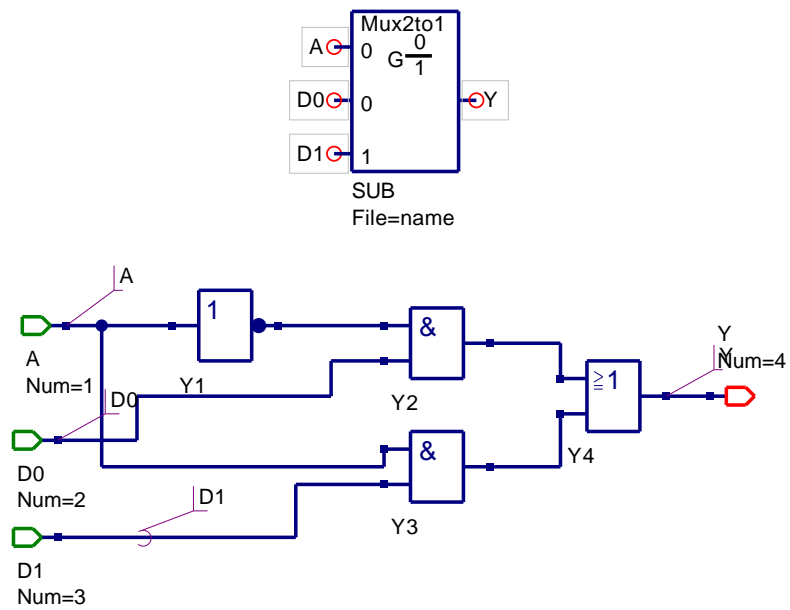 Mux2to1
A
0
G
0
1
D0
0
Y
D1
1
SUB
File=name
A
1
&
A
Num=1
Y1
D0
Y2
Y
Y
Num=4
≥1
D0
Num=2
&
Y4
D1
Y3
D1
Num=3